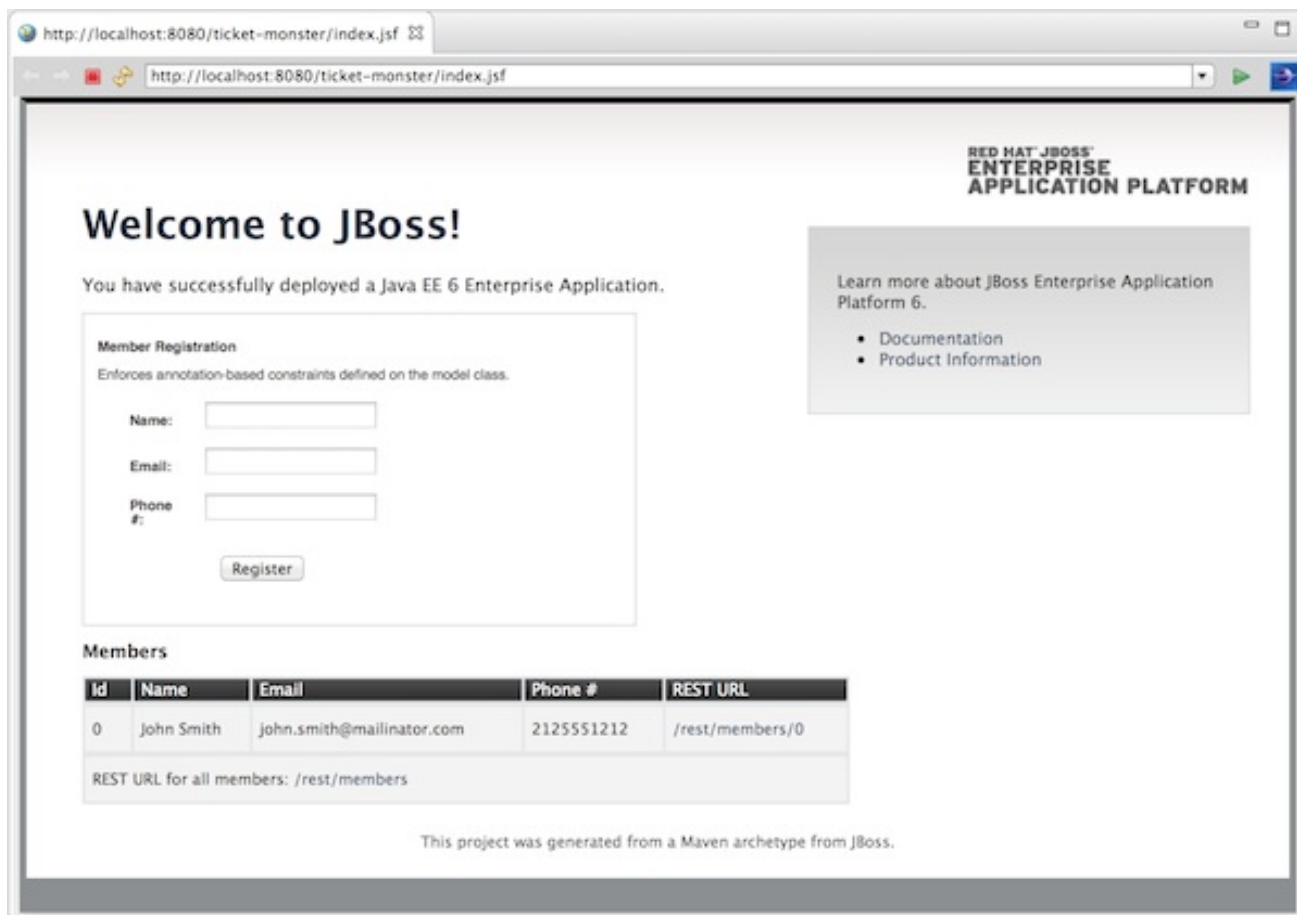 http://localhost:8080/ticket-monster/index.jsf
http://localhost:8080/ticket-monster/index.jsf
RED HAT JBOSS
ENTERPRISE
APPLICATION PLATFORM
Welcome to JBoss!
You have successfully deployed a Java EE 6 Enterprise Application.
Learn more about JBoss Enterprise Application
Platform 6.
Documentation
Product Information
Member Registration
Enforces annotation-based constraints defined on the model class.
Name:
Email:
Phone
#:
Register
Members
Id Name Email Phone # REST URL
0 John Smith john.smith@mailinator.com 2125551212 /rest/members/0
REST URL for all members: /rest/members
This project was generated from a Maven archetype from JBoss.